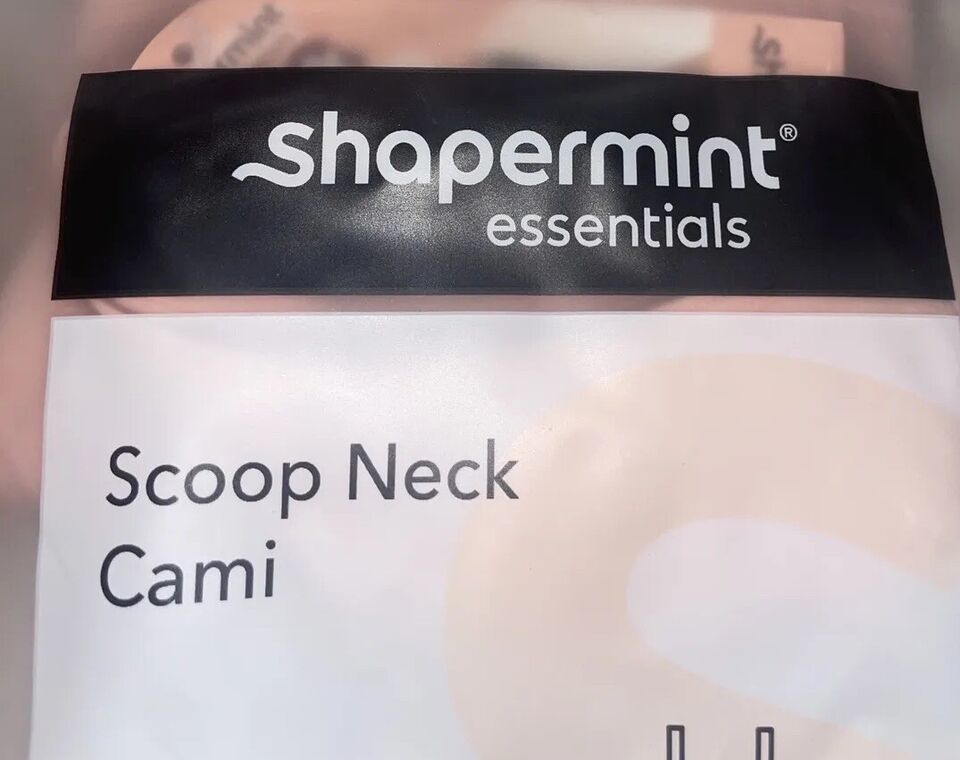 Shapermint®
essentials
Scoop Neck
Cami